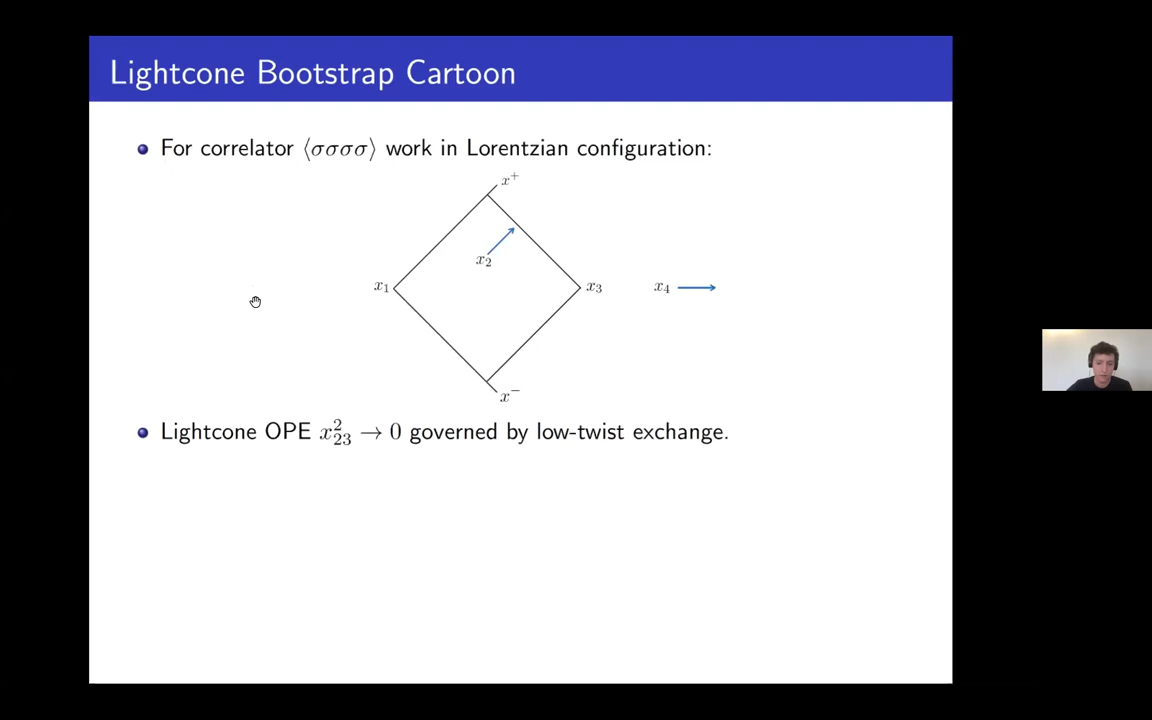 Lightcone Bootstrap Cartoon
For correlator ⟨σσσσ⟩ work in Lorentzian configuration:
x⁺
x₂
x₁
x₃
x₄
x⁻
Lightcone OPE x²₂₃ → 0 governed by low-twist exchange.